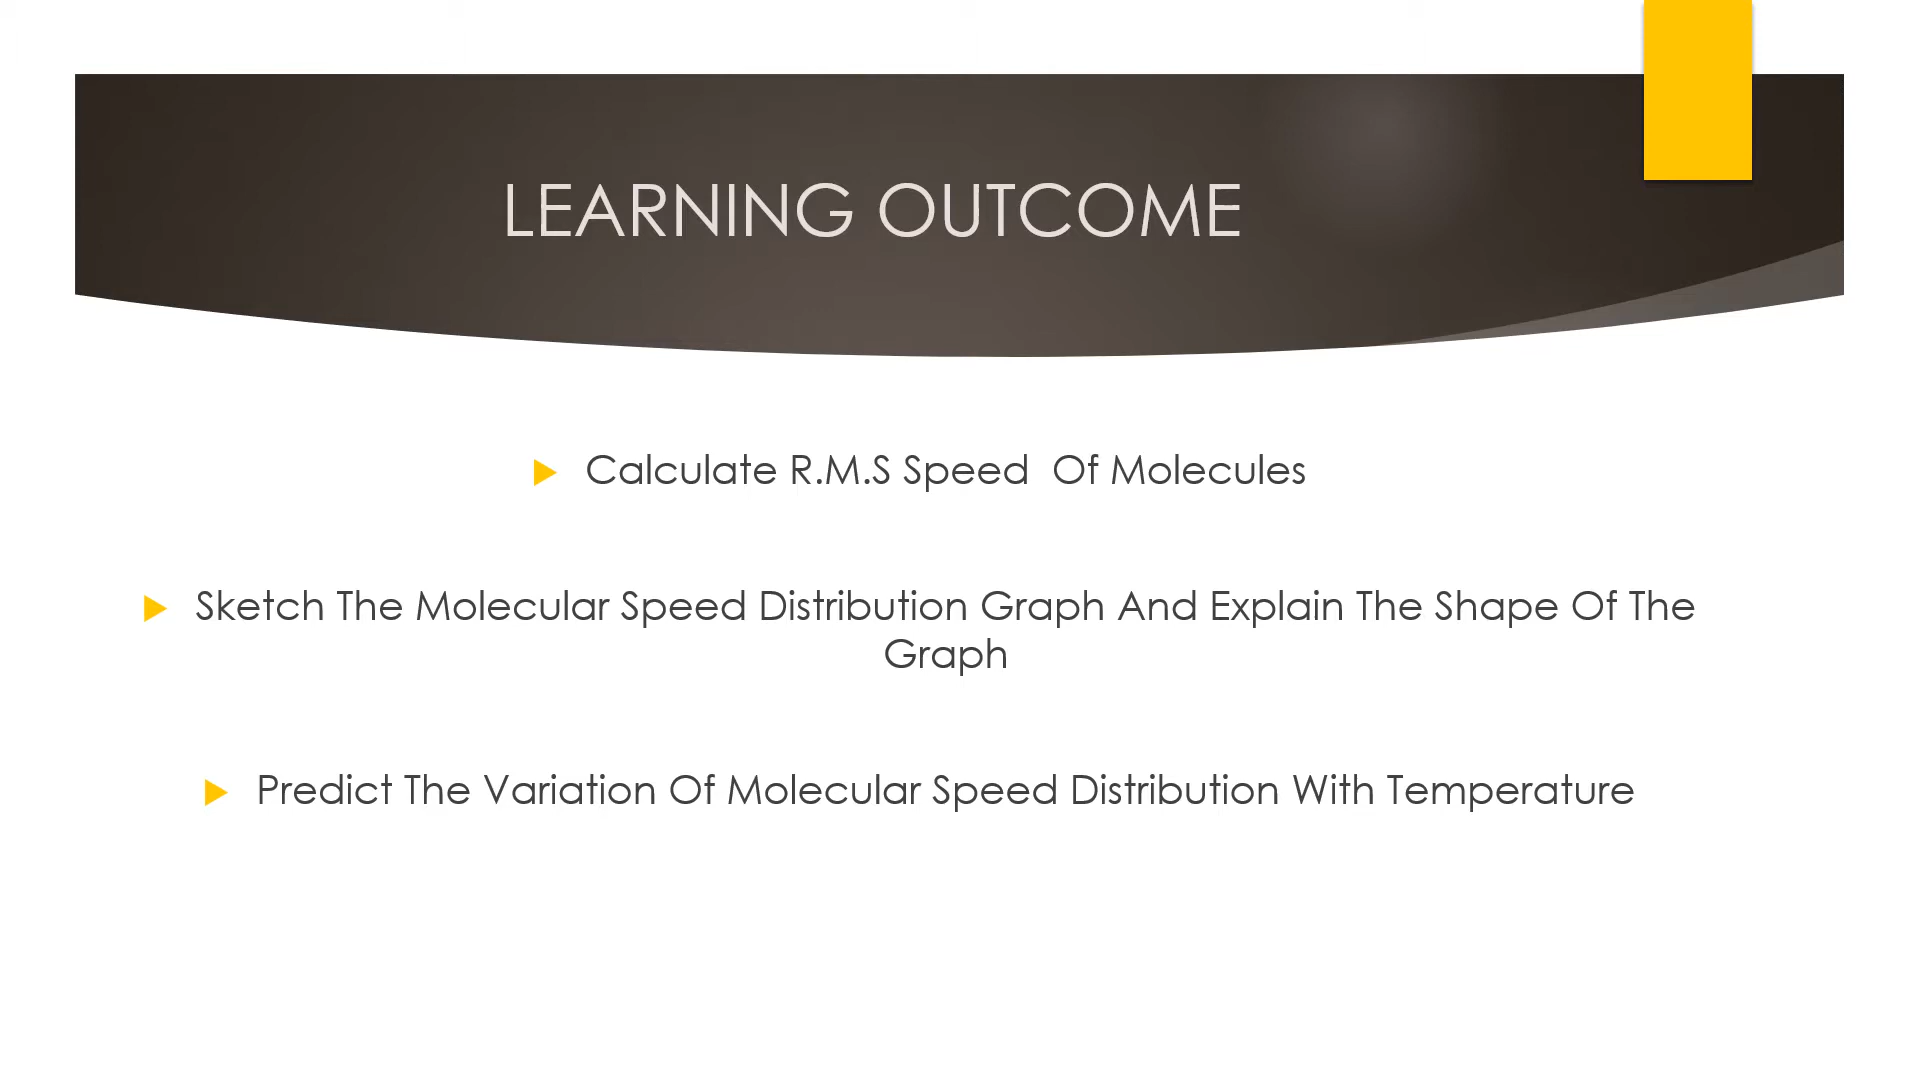 LEARNING OUTCOME
Calculate R.M.S Speed  Of Molecules
Sketch The Molecular Speed Distribution Graph And Explain The Shape Of The
Graph
Predict The Variation Of Molecular Speed Distribution With Temperature